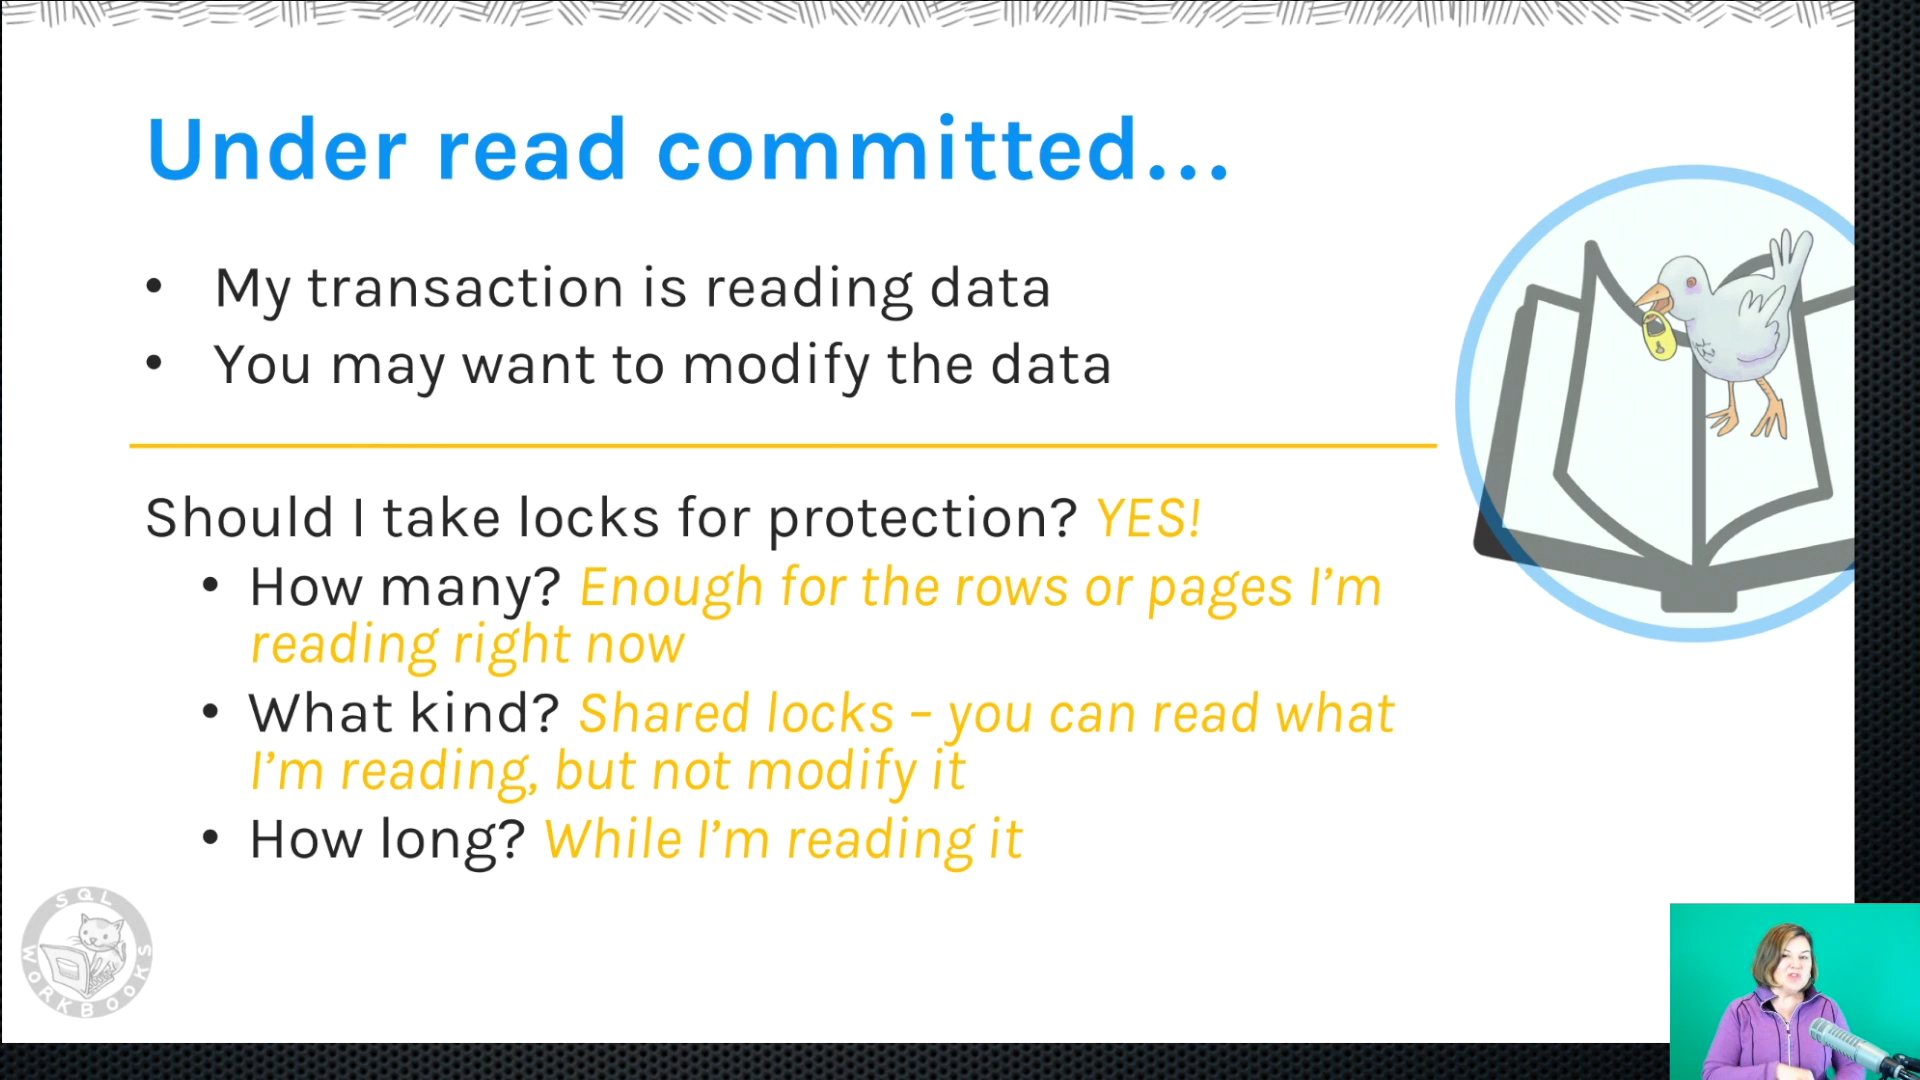 Under read committed...
• My transaction is reading data
• You may want to modify the data
Should I take locks for protection? YES!
• How many? Enough for the rows or pages I'm
reading right now
• What kind? Shared locks – you can read what
I'm reading, but not modify it
• How long? While I'm reading it
SQL WORKBOOKS